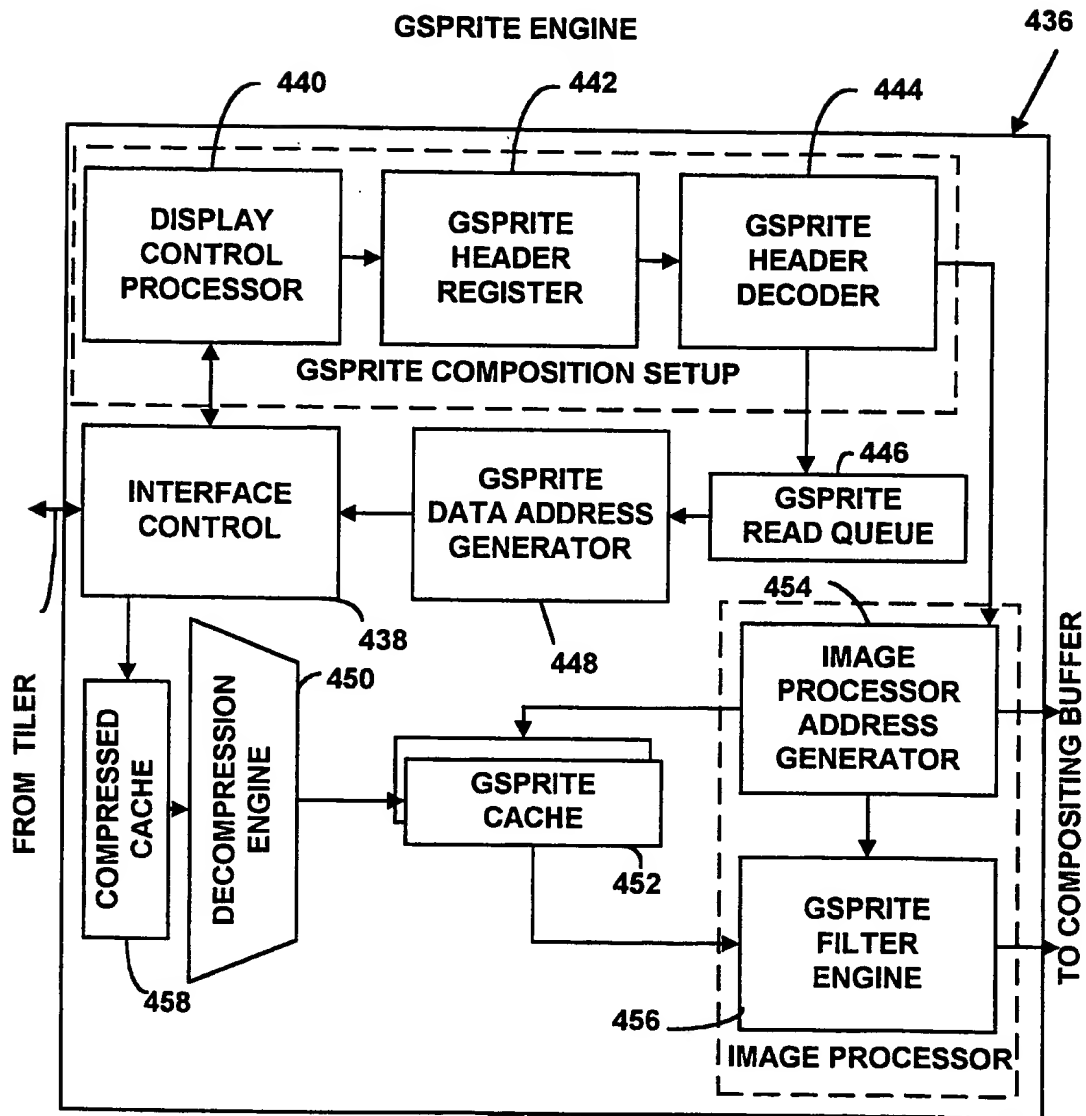 GSPRITE ENGINE
436
440
442
444
DISPLAY
CONTROL
PROCESSOR
GSPRITE
HEADER
REGISTER
GSPRITE
HEADER
DECODER
GSPRITE COMPOSITION SETUP
INTERFACE
CONTROL
438
GSPRITE
DATA ADDRESS
GENERATOR
448
446
GSPRITE
READ QUEUE
FROM TILER
COMPRESSED
CACHE
458
DECOMPRESSION
ENGINE
450
GSPRITE
CACHE
452
454
IMAGE
PROCESSOR
ADDRESS
GENERATOR
GSPRITE
FILTER
ENGINE
456
IMAGE PROCESSOR
TO COMPOSITING BUFFER